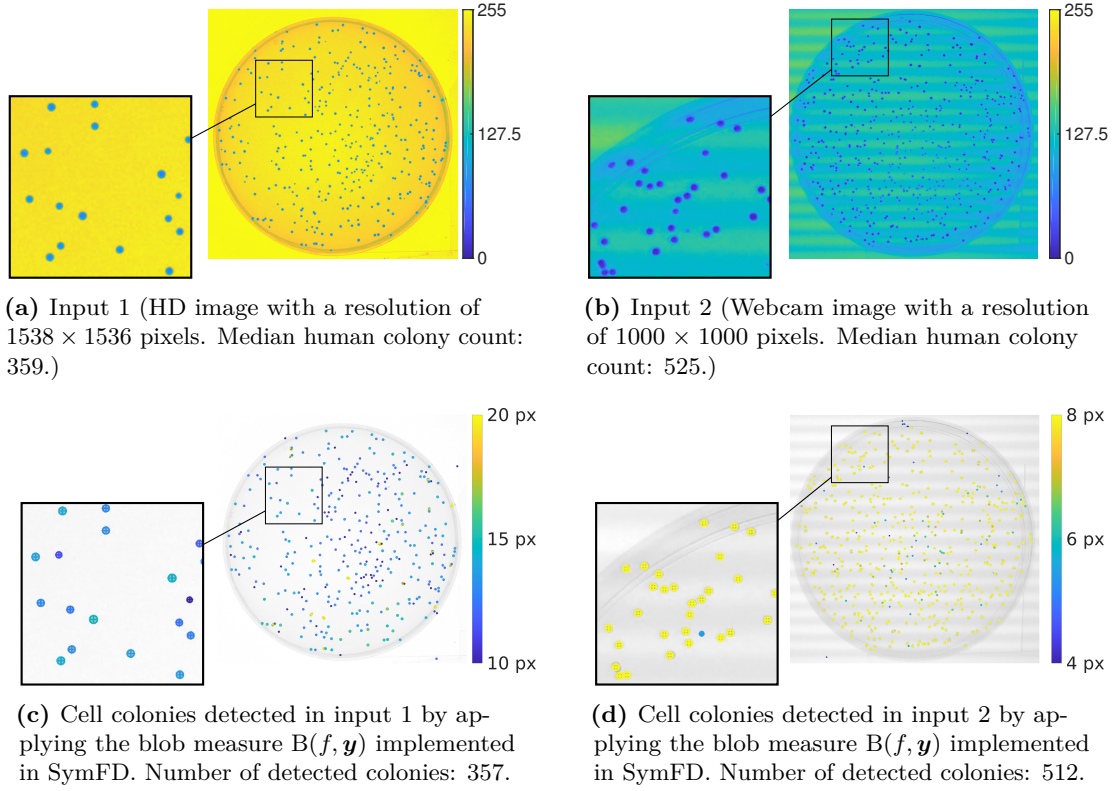 255
127.5
0
255
127.5
0
(a) Input 1 (HD image with a resolution of
1538 × 1536 pixels. Median human colony count:
359.)
(b) Input 2 (Webcam image with a resolution
of 1000 × 1000 pixels. Median human colony
count: 525.)
20 px
15 px
10 px
8 px
6 px
4 px
(c) Cell colonies detected in input 1 by ap-
plying the blob measure B(f, y) implemented
in SymFD. Number of detected colonies: 357.
(d) Cell colonies detected in input 2 by ap-
plying the blob measure B(f, y) implemented
in SymFD. Number of detected colonies: 512.